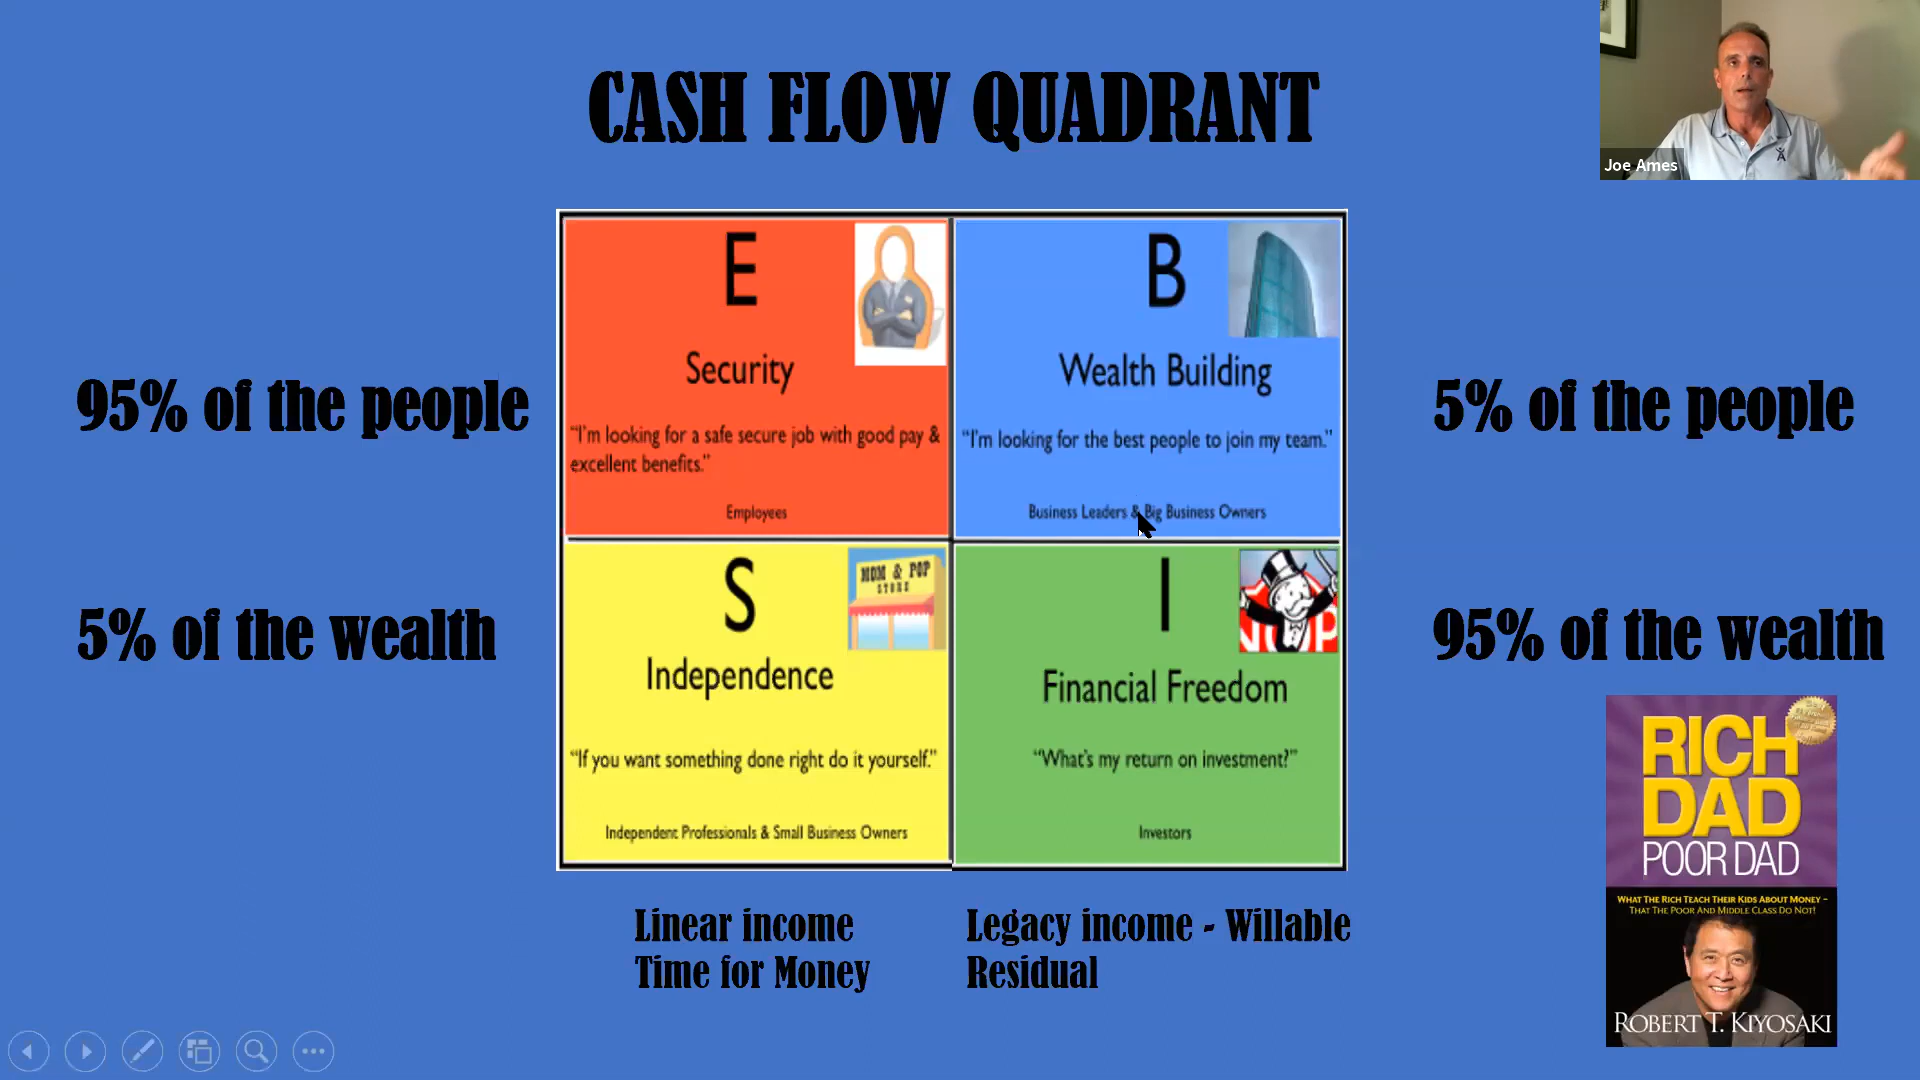 CASH FLOW QUADRANT
Joe Ames
E
Security
“I'm looking for a safe secure job with good pay &
excellent benefits.”
Employees
B
Wealth Building
“I'm looking for the best people to join my team.”
Business Leaders & Big Business Owners
95% of the people
5% of the people
S
MOM & POP
STORE
Independence
“If you want something done right do it yourself.”
Independent Professionals & Small Business Owners
I
Financial Freedom
“What's my return on investment?”
Investors
5% of the wealth
95% of the wealth
Linear income
Time for Money
Legacy income - Willable
Residual
RICH
DAD
POOR DAD
WHAT THE RICH TEACH THEIR KIDS ABOUT MONEY –
THAT THE POOR AND MIDDLE CLASS DO NOT!
ROBERT T. KIYOSAKI